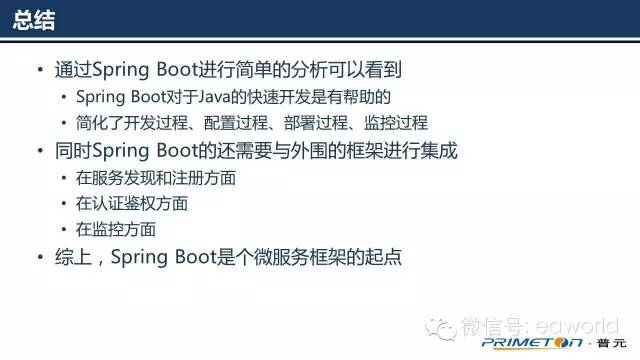 总结
通过Spring Boot进行简单的分析可以看到
Spring Boot对于Java的快速开发是有帮助的
简化了开发过程、配置过程、部署过程、监控过程
同时Spring Boot的还需要与外围的框架进行集成
在服务发现和注册方面
在认证鉴权方面
在监控方面
综上，Spring Boot是个微服务框架的起点
微信号: eaworld
PRIMETON·普元